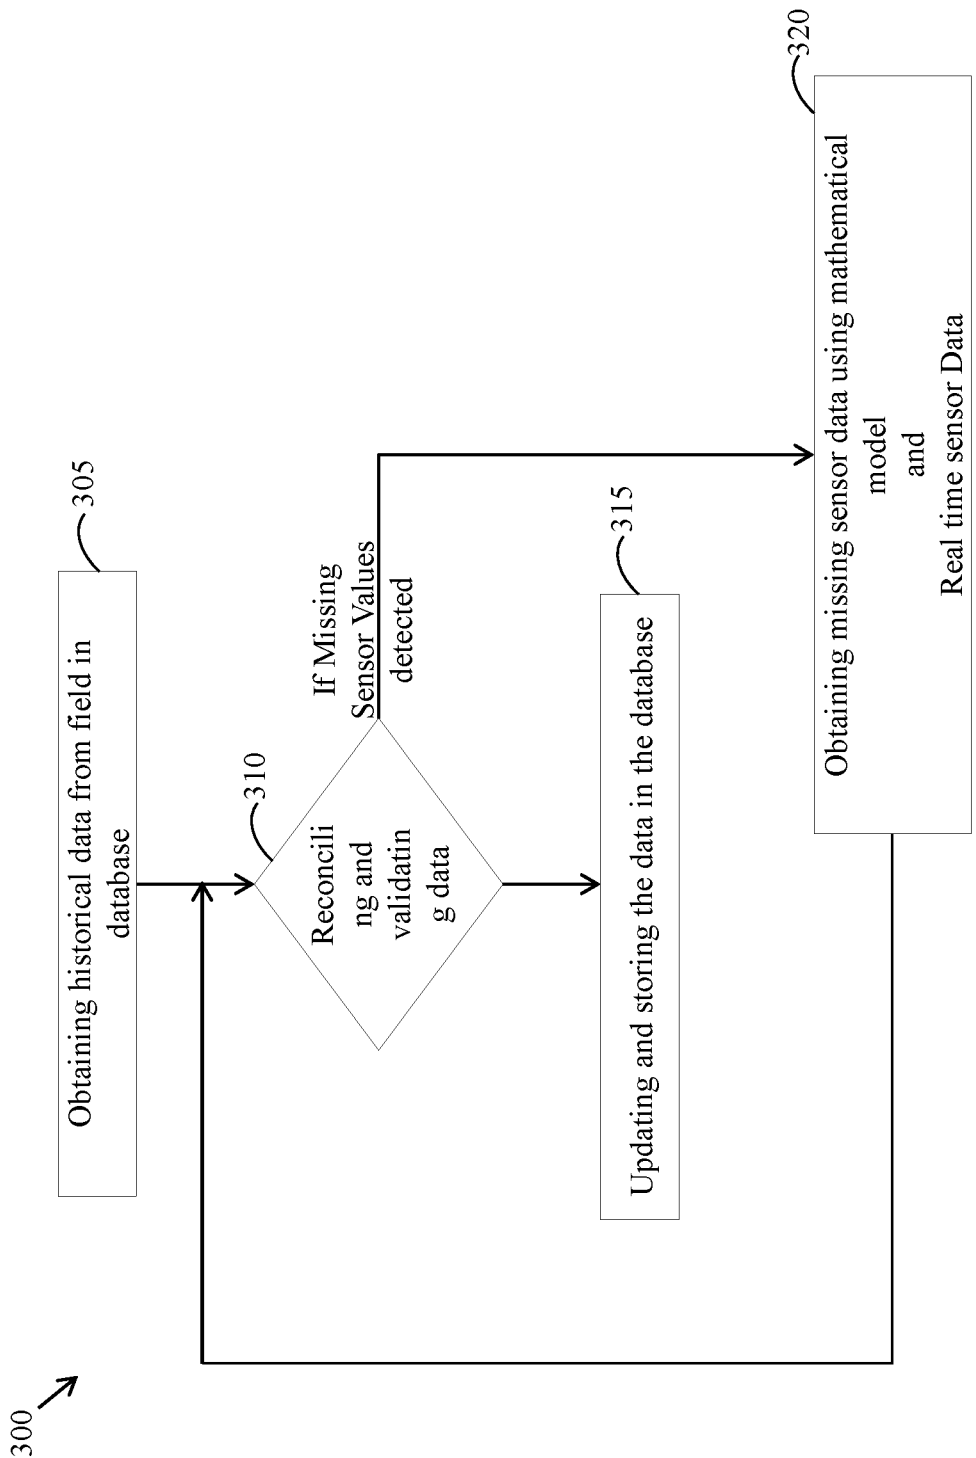 300
305
Obtaining historical data from field in
database
310
Reconcili
ng and
validatin
g data
If Missing
Sensor Values
detected
315
Updating and storing the data in the database
320
Obtaining missing sensor data using mathematical
model
and
Real time sensor Data